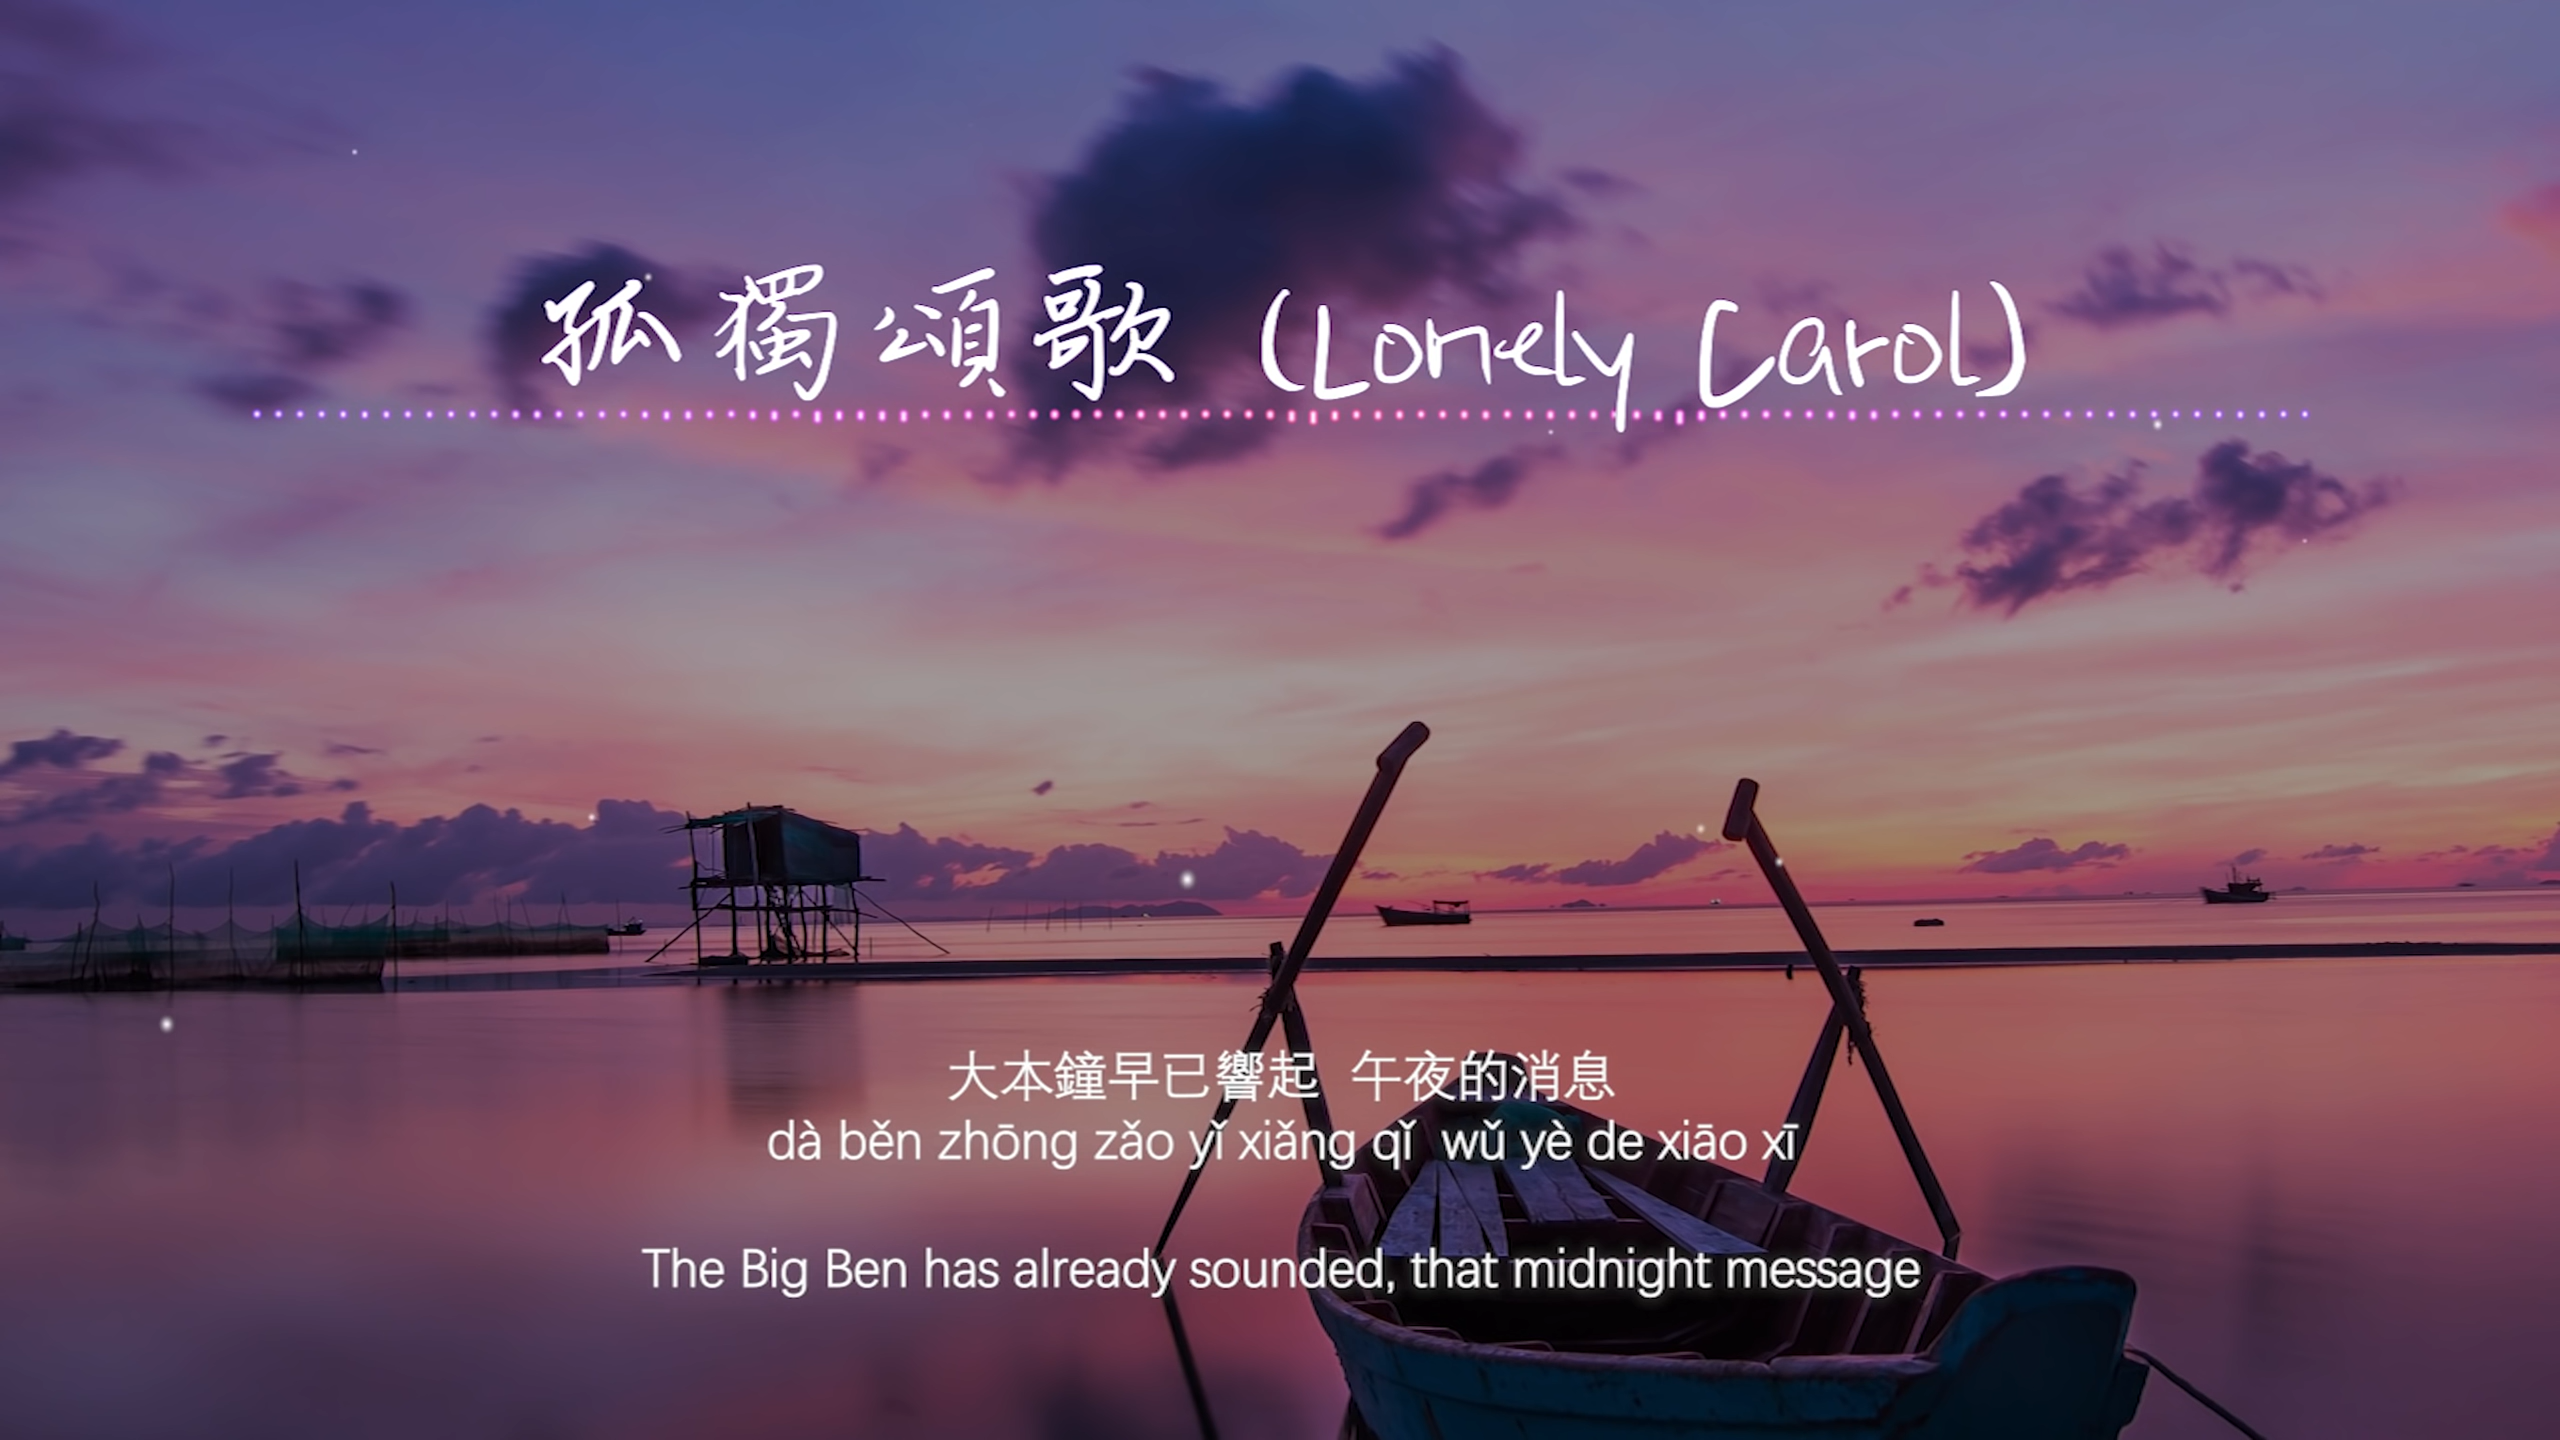 孤獨頌歌 (Lonely Carol)
大本鐘早已響起 午夜的消息
dà běn zhōng zǎo yǐ xiǎng qǐ wǔ yè de xiāo xī
The Big Ben has already sounded, that midnight message